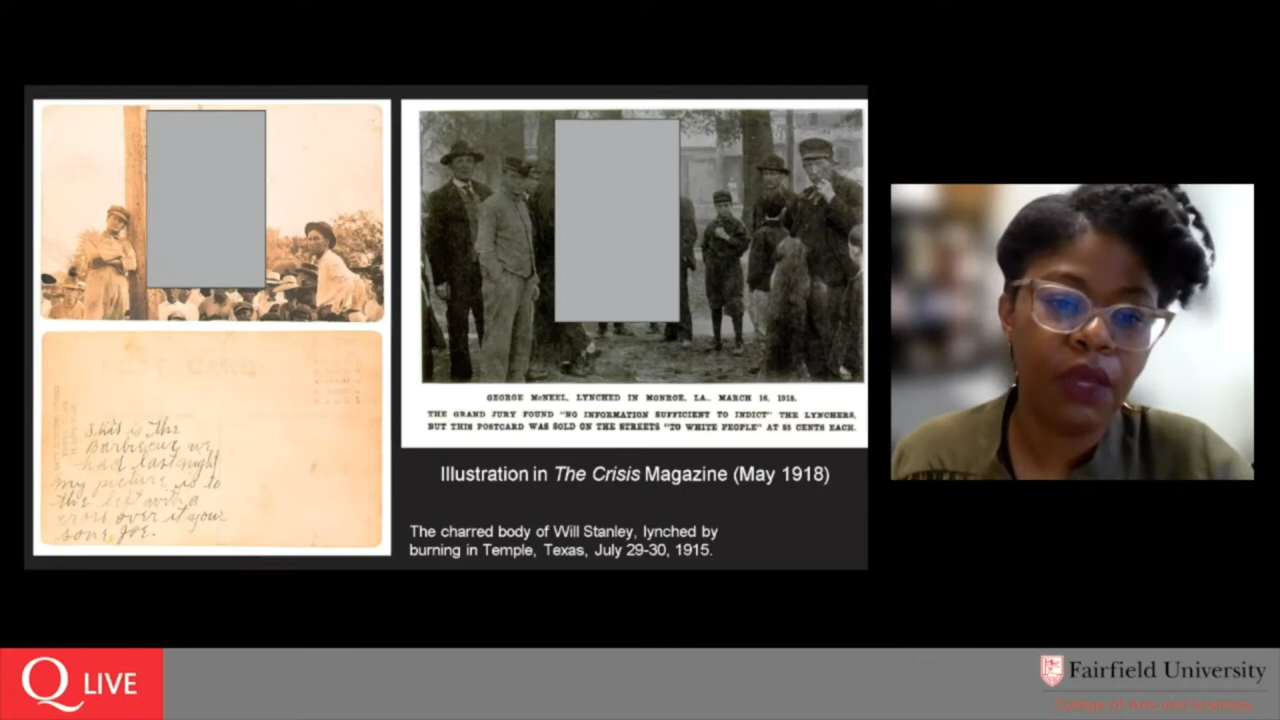 This is the
Barbecue we
had last night
my picture is to
the left with a
cross over it your
sone Joe.
GEORGE McNEEL, LYNCHED IN MONROE, LA., MARCH 16, 1918.
THE GRAND JURY FOUND "NO INFORMATION SUFFICIENT TO INDICT" THE LYNCHERS,
BUT THIS POSTCARD WAS SOLD ON THE STREETS "TO WHITE PEOPLE" AT 25 CENTS EACH.
Illustration in The Crisis Magazine (May 1918)
The charred body of Will Stanley, lynched by
burning in Temple, Texas, July 29-30, 1915.
Q LIVE
Fairfield University
College of Arts and Sciences